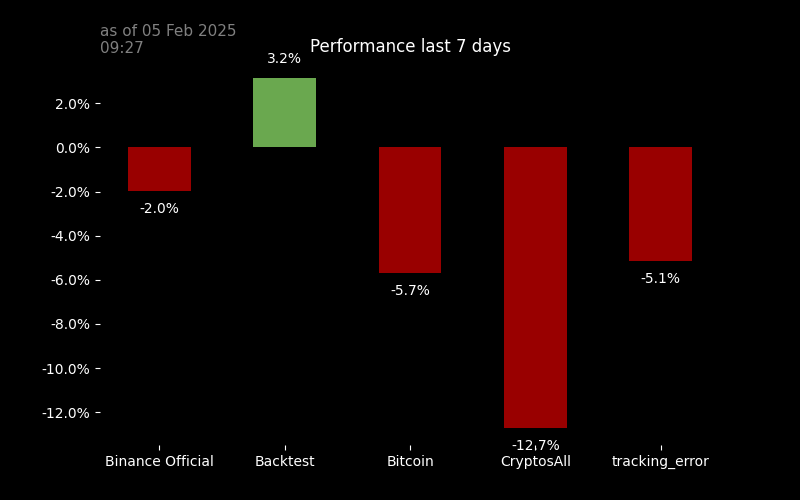 as of 05 Feb 2025
09:27
Performance last 7 days
3.2%
2.0%
0.0%
-2.0%
-2.0%
-4.0%
-5.1%
-6.0%
-5.7%
-8.0%
-10.0%
-12.0%
-12.7%
Binance Official
Backtest
Bitcoin
CryptosAll
tracking_error